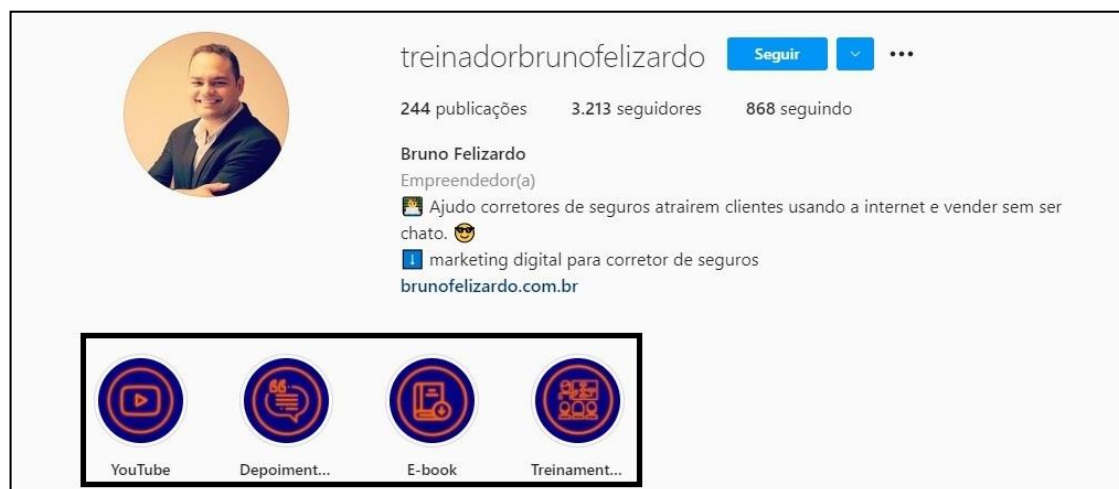 treinadorbrunofelizardo Seguir
244 publicações 3.213 seguidores 868 seguindo
Bruno Felizardo
Empreendedor(a)
Ajudo corretores de seguros atrairem clientes usando a internet e vender sem ser
chato.
marketing digital para corretor de seguros
brunofelizardo.com.br
YouTube Depoiment... E-book Treinament...